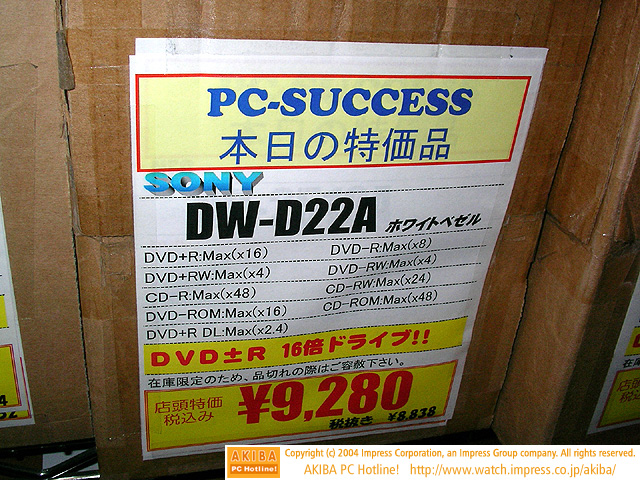 PC-SUCCESS
本日の特価品
SONY
DW-D22A ホワイトベゼル
DVD+R:Max(x16) DVD-R:Max(x8)
DVD+RW:Max(x4) DVD-RW:Max(x4)
CD-R:Max(x48) CD-RW:Max(x24)
DVD-ROM:Max(x16) CD-ROM:Max(x48)
DVD+R DL:Max(x2.4)
DVD±R 16倍ドライブ!!
在庫限定のため、品切れの際はご容赦下さい。
店頭特価 税込み ¥9,280
税抜き ¥8,838
AKIBA PC Hotline!
Copyright (c) 2004 Impress Corporation, an Impress Group company. All rights reserved.
AKIBA PC Hotline! http://www.watch.impress.co.jp/akiba/